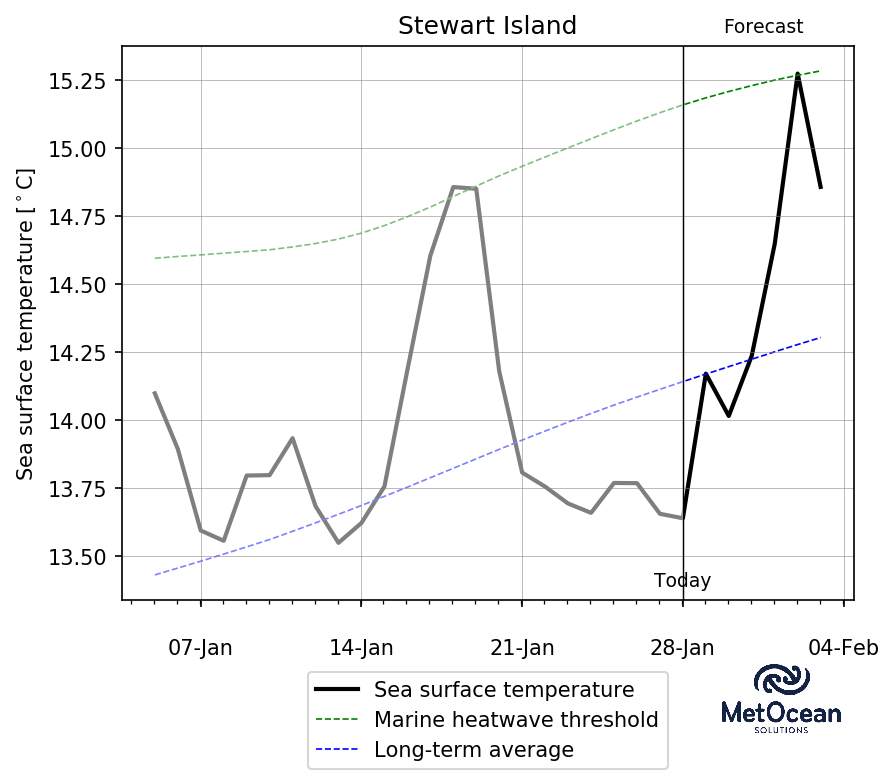 Stewart Island
Forecast
Sea surface temperature [°C]
15.25
15.00
14.75
14.50
14.25
14.00
13.75
13.50
Today
07-Jan
14-Jan
21-Jan
28-Jan
04-Feb
Sea surface temperature
Marine heatwave threshold
Long-term average
MetOcean
SOLUTIONS